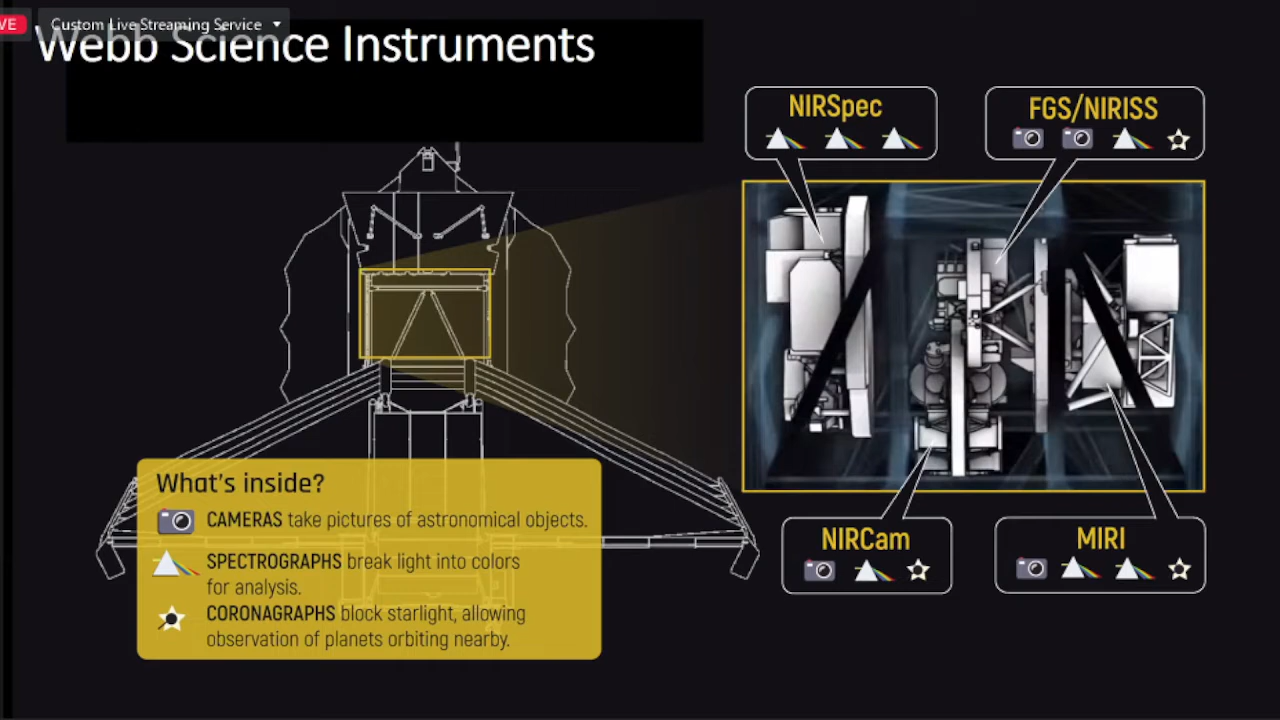 VE
Custom Live Streaming Service
Webb Science Instruments
NIRSpec
FGS/NIRISS
What's inside?
CAMERAS take pictures of astronomical objects.
SPECTROGRAPHS break light into colors
for analysis.
CORONAGRAPHS block starlight, allowing
observation of planets orbiting nearby.
NIRCam
MIRI